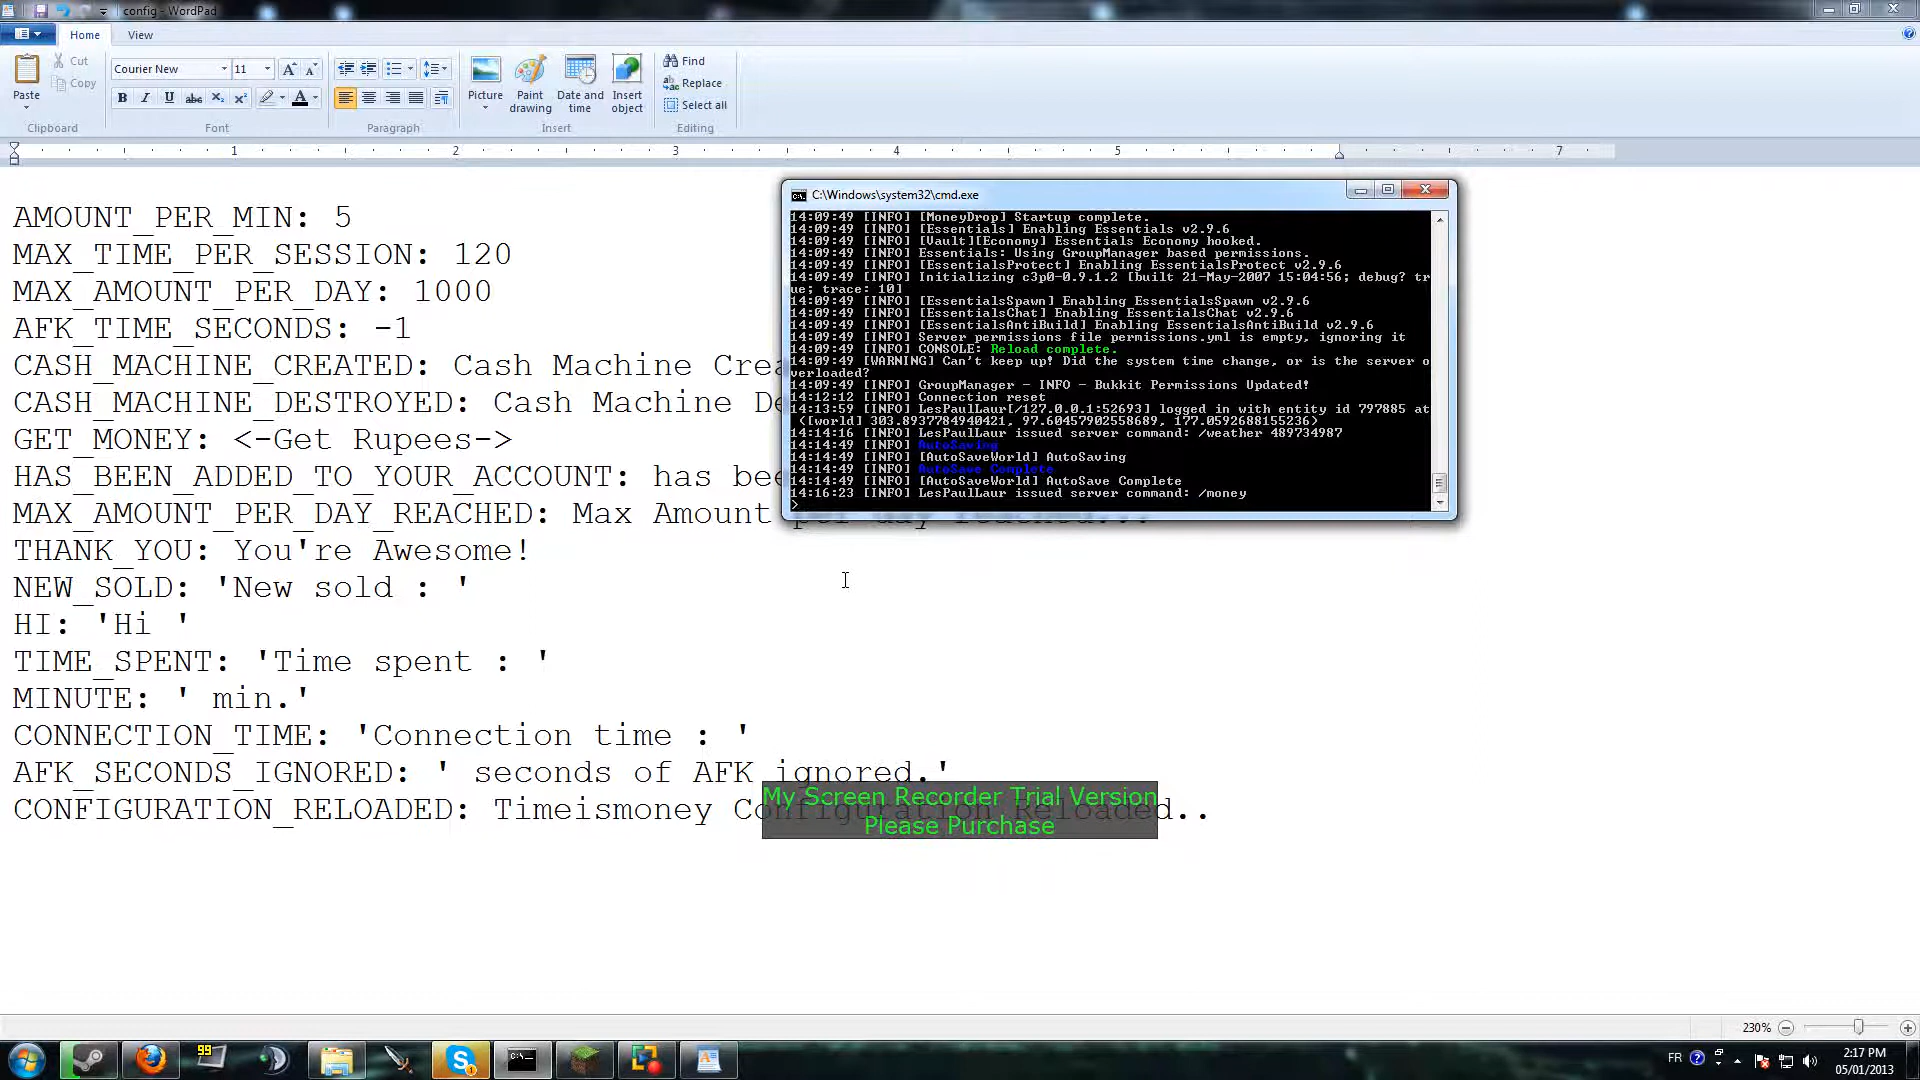 config - WordPad
Home
View
Paste
Cut
Copy
Courier New
11
Picture
Paint drawing
Date and time
Insert object
Find
Replace
Select all
Clipboard
Font
Paragraph
Insert
Editing
1 2 3 4 5 7
AMOUNT_PER_MIN: 5
MAX_TIME_PER_SESSION: 120
MAX_AMOUNT_PER_DAY: 1000
AFK_TIME_SECONDS: -1
CASH_MACHINE_CREATED: Cash Machine Crea
CASH_MACHINE_DESTROYED: Cash Machine De
GET_MONEY: <-Get Rupees->
HAS_BEEN_ADDED_TO_YOUR_ACCOUNT: has bee
MAX_AMOUNT_PER_DAY_REACHED: Max Amount per day reached...
THANK_YOU: You're Awesome!
NEW_SOLD: 'New sold : '
HI: 'Hi '
TIME_SPENT: 'Time spent : '
MINUTE: ' min.'
CONNECTION_TIME: 'Connection time : '
AFK_SECONDS_IGNORED: ' seconds of AFK ignored.'
CONFIGURATION_RELOADED: Timeismoney Configuration Reloaded..
C:\Windows\system32\cmd.exe
14:09:49 [INFO] [MoneyDrop] Startup complete.
14:09:49 [INFO] [Essentials] Enabling Essentials v2.9.6
14:09:49 [INFO] [Vault][Economy] Essentials Economy hooked.
14:09:49 [INFO] Essentials: Using GroupManager based permissions.
14:09:49 [INFO] [EssentialsProtect] Enabling EssentialsProtect v2.9.6
14:09:49 [INFO] Initializing c3p0-0.9.1.2 [built 21-May-2007 15:04:56; debug? tr
ue; trace: 10]
14:09:49 [INFO] [EssentialsSpawn] Enabling EssentialsSpawn v2.9.6
14:09:49 [INFO] [EssentialsChat] Enabling EssentialsChat v2.9.6
14:09:49 [INFO] [EssentialsAntiBuild] Enabling EssentialsAntiBuild v2.9.6
14:09:49 [INFO] Server permissions file permissions.yml is empty, ignoring it
14:09:49 [INFO] CONSOLE: Reload complete.
14:09:49 [WARNING] Can't keep up! Did the system time change, or is the server o
verloaded?
14:09:49 [INFO] GroupManager - INFO - Bukkit Permissions Updated!
14:12:12 [INFO] Connection reset
14:13:59 [INFO] LesPaulLaur[/127.0.0.1:52693] logged in with entity id 797885 at
([world] 303.8937784940421, 97.60457902558689, 177.0592688155236)
14:14:16 [INFO] LesPaulLaur issued server command: /weather 489734987
14:14:49 [INFO] AutoSaving
14:14:49 [INFO] [AutoSaveWorld] AutoSaving
14:14:49 [INFO] AutoSave Complete
14:14:49 [INFO] [AutoSaveWorld] AutoSave Complete
14:16:23 [INFO] LesPaulLaur issued server command: /money
>
My Screen Recorder Trial Version
Please Purchase
230%
99
FR
2:17 PM
05/01/2013